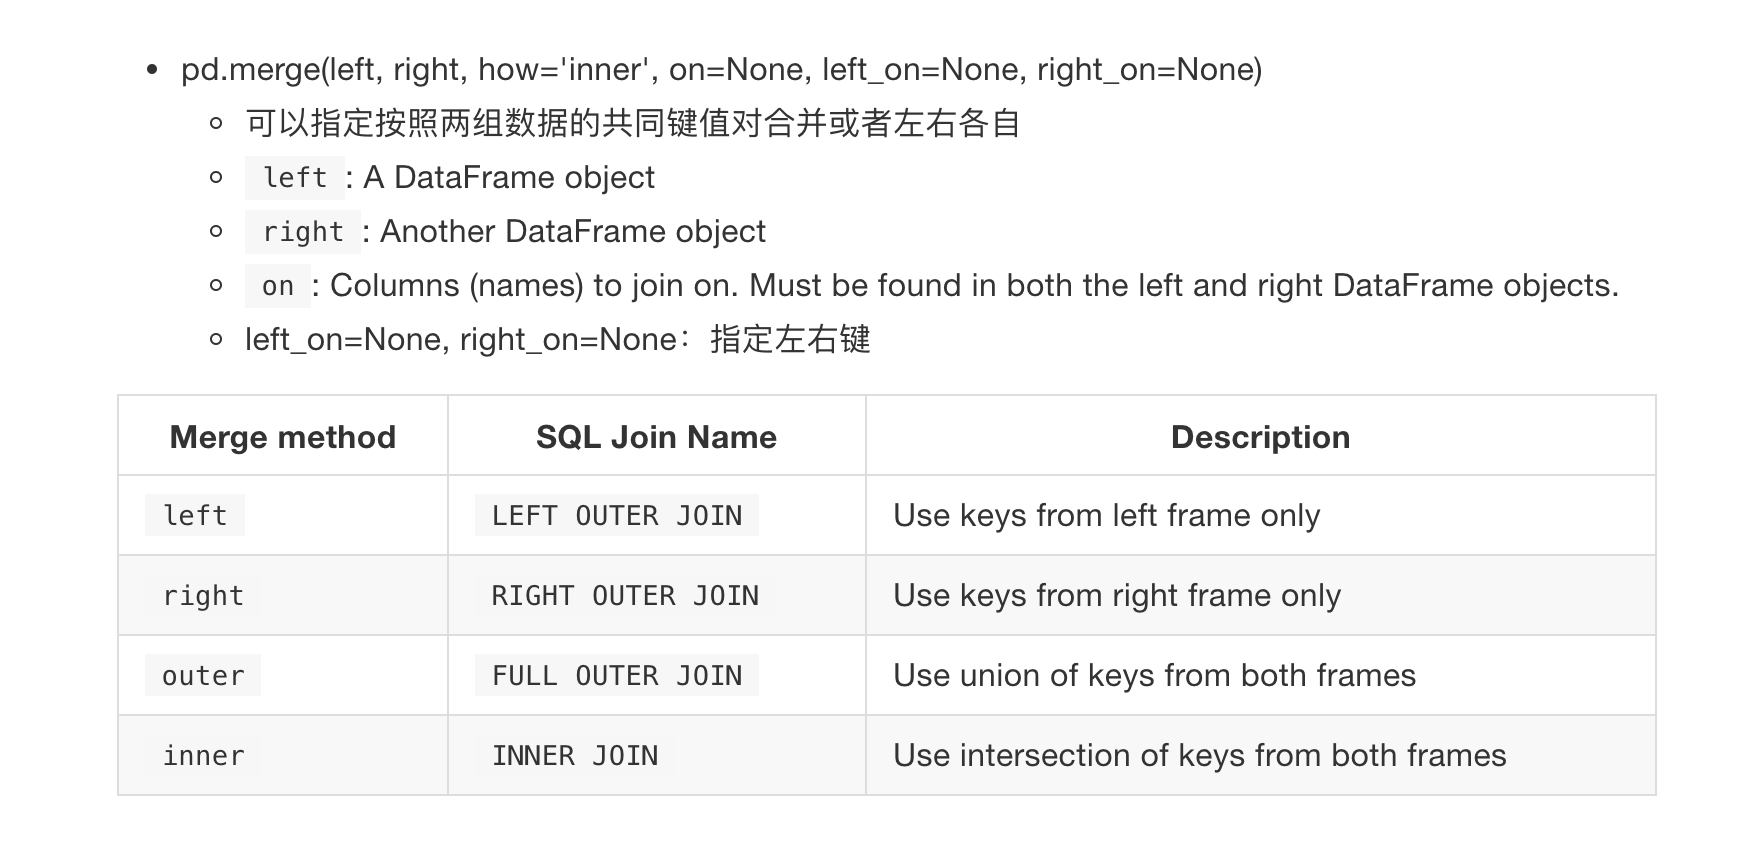 pd.merge(left, right, how='inner', on=None, left_on=None, right_on=None)
可以指定按照两组数据的共同键值对合并或者左右各自
left : A DataFrame object
right : Another DataFrame object
on : Columns (names) to join on. Must be found in both the left and right DataFrame objects.
left_on=None, right_on=None：指定左右键
Merge method SQL Join Name Description
left LEFT OUTER JOIN Use keys from left frame only
right RIGHT OUTER JOIN Use keys from right frame only
outer FULL OUTER JOIN Use union of keys from both frames
inner INNER JOIN Use intersection of keys from both frames